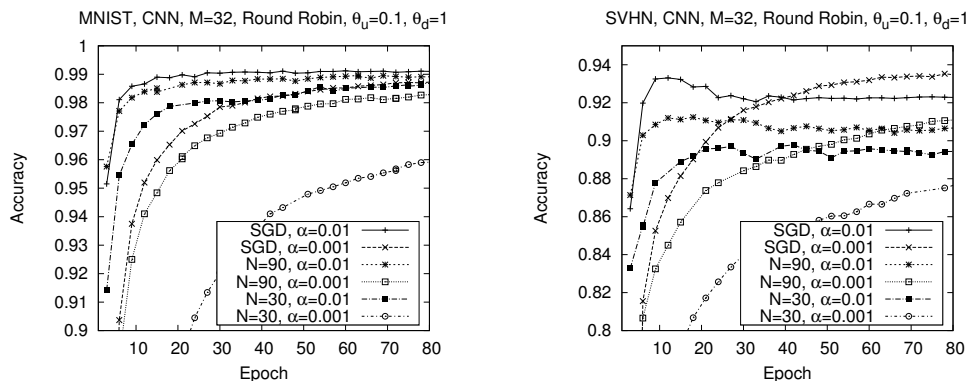 MNIST, CNN, M=32, Round Robin, θu=0.1, θd=1
1
0.99
0.98
0.97
0.96
0.95
0.94
0.93
0.92
0.91
0.9
Accuracy
SGD, α=0.01
SGD, α=0.001
N=90, α=0.01
N=90, α=0.001
N=30, α=0.01
N=30, α=0.001
10 20 30 40 50 60 70 80
Epoch
SVHN, CNN, M=32, Round Robin, θu=0.1, θd=1
0.94
0.92
0.9
0.88
0.86
0.84
0.82
0.8
Accuracy
SGD, α=0.01
SGD, α=0.001
N=90, α=0.01
N=90, α=0.001
N=30, α=0.01
N=30, α=0.001
10 20 30 40 50 60 70 80
Epoch